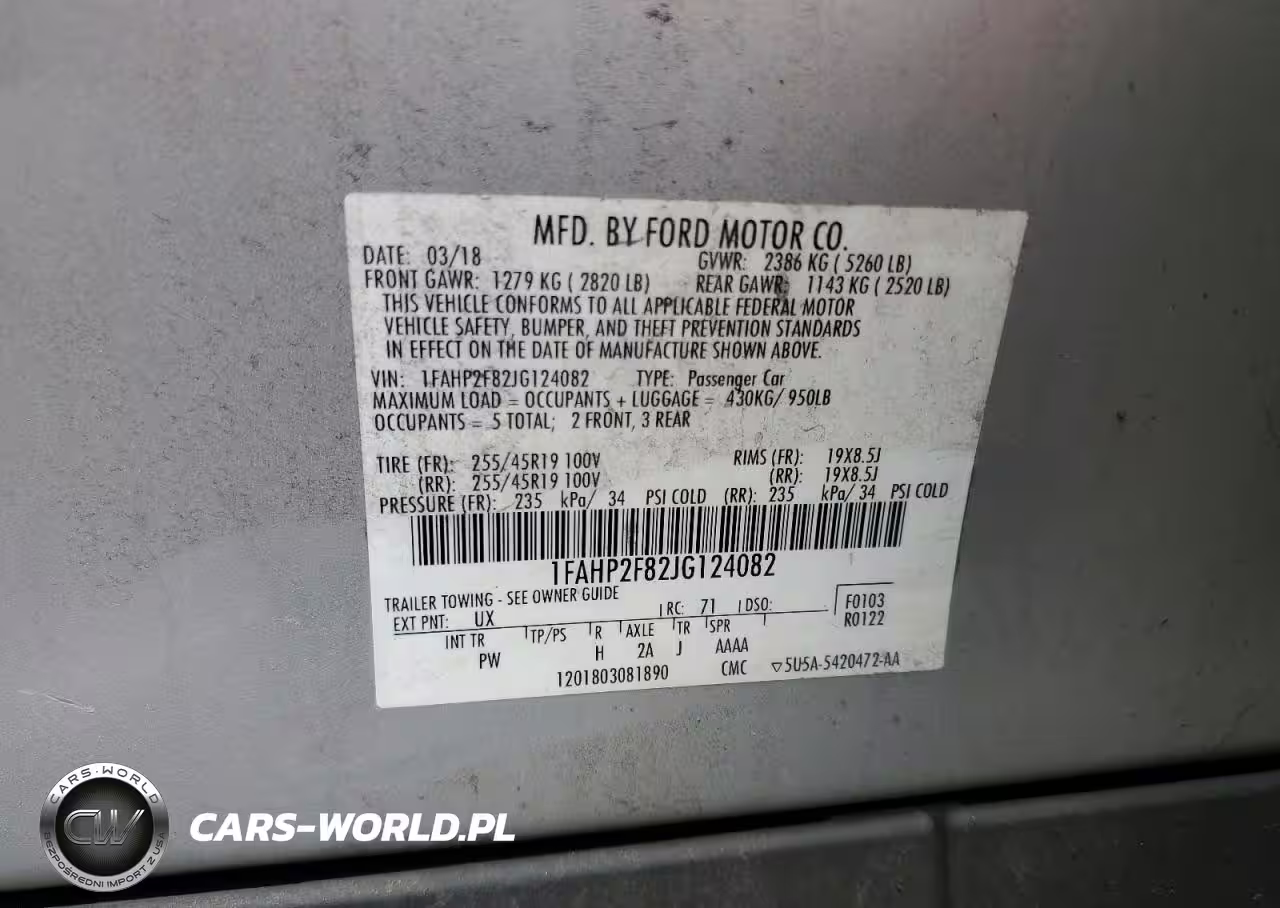 MFD. BY FORD MOTOR CO.
DATE: 03/18 GVWR: 2386 KG ( 5260 LB)
FRONT GAWR: 1279 KG ( 2820 LB) REAR GAWR: 1143 KG ( 2520 LB)
THIS VEHICLE CONFORMS TO ALL APPLICABLE FEDERAL MOTOR
VEHICLE SAFETY, BUMPER, AND THEFT PREVENTION STANDARDS
IN EFFECT ON THE DATE OF MANUFACTURE SHOWN ABOVE.
VIN: 1FAHP2F82JG124082 TYPE: Passenger Car
MAXIMUM LOAD = OCCUPANTS + LUGGAGE = 430KG/ 950LB
OCCUPANTS = 5 TOTAL; 2 FRONT, 3 REAR
TIRE (FR): 255/45R19 100V RIMS (FR): 19X8.5J
(RR): 255/45R19 100V (RR): 19X8.5J
PRESSURE (FR): 235 kPa/ 34 PSI COLD (RR): 235 kPa/ 34 PSI COLD
1FAHP2F82JG124082
TRAILER TOWING - SEE OWNER GUIDE
EXT PNT: UX RC: 71 DSO: F0103
R0122
INT TR TP/PS R AXLE TR SPR
PW H 2A J AAAA
1201803081890 CMC ▽5U5A-5420472-AA
CARS-WORLD
CW
BEZPOŚREDNI IMPORT Z USA
CARS-WORLD.PL